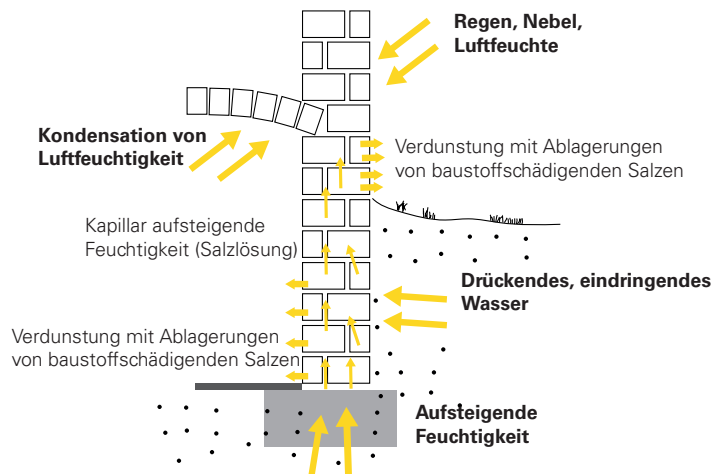 Regen, Nebel,
Luftfeuchte
Kondensation von
Luftfeuchtigkeit
Verdunstung mit Ablagerungen
von baustoffschädigenden Salzen
Kapillar aufsteigende
Feuchtigkeit (Salzlösung)
Drückendes, eindringendes
Wasser
Verdunstung mit Ablagerungen
von baustoffschädigenden Salzen
Aufsteigende
Feuchtigkeit